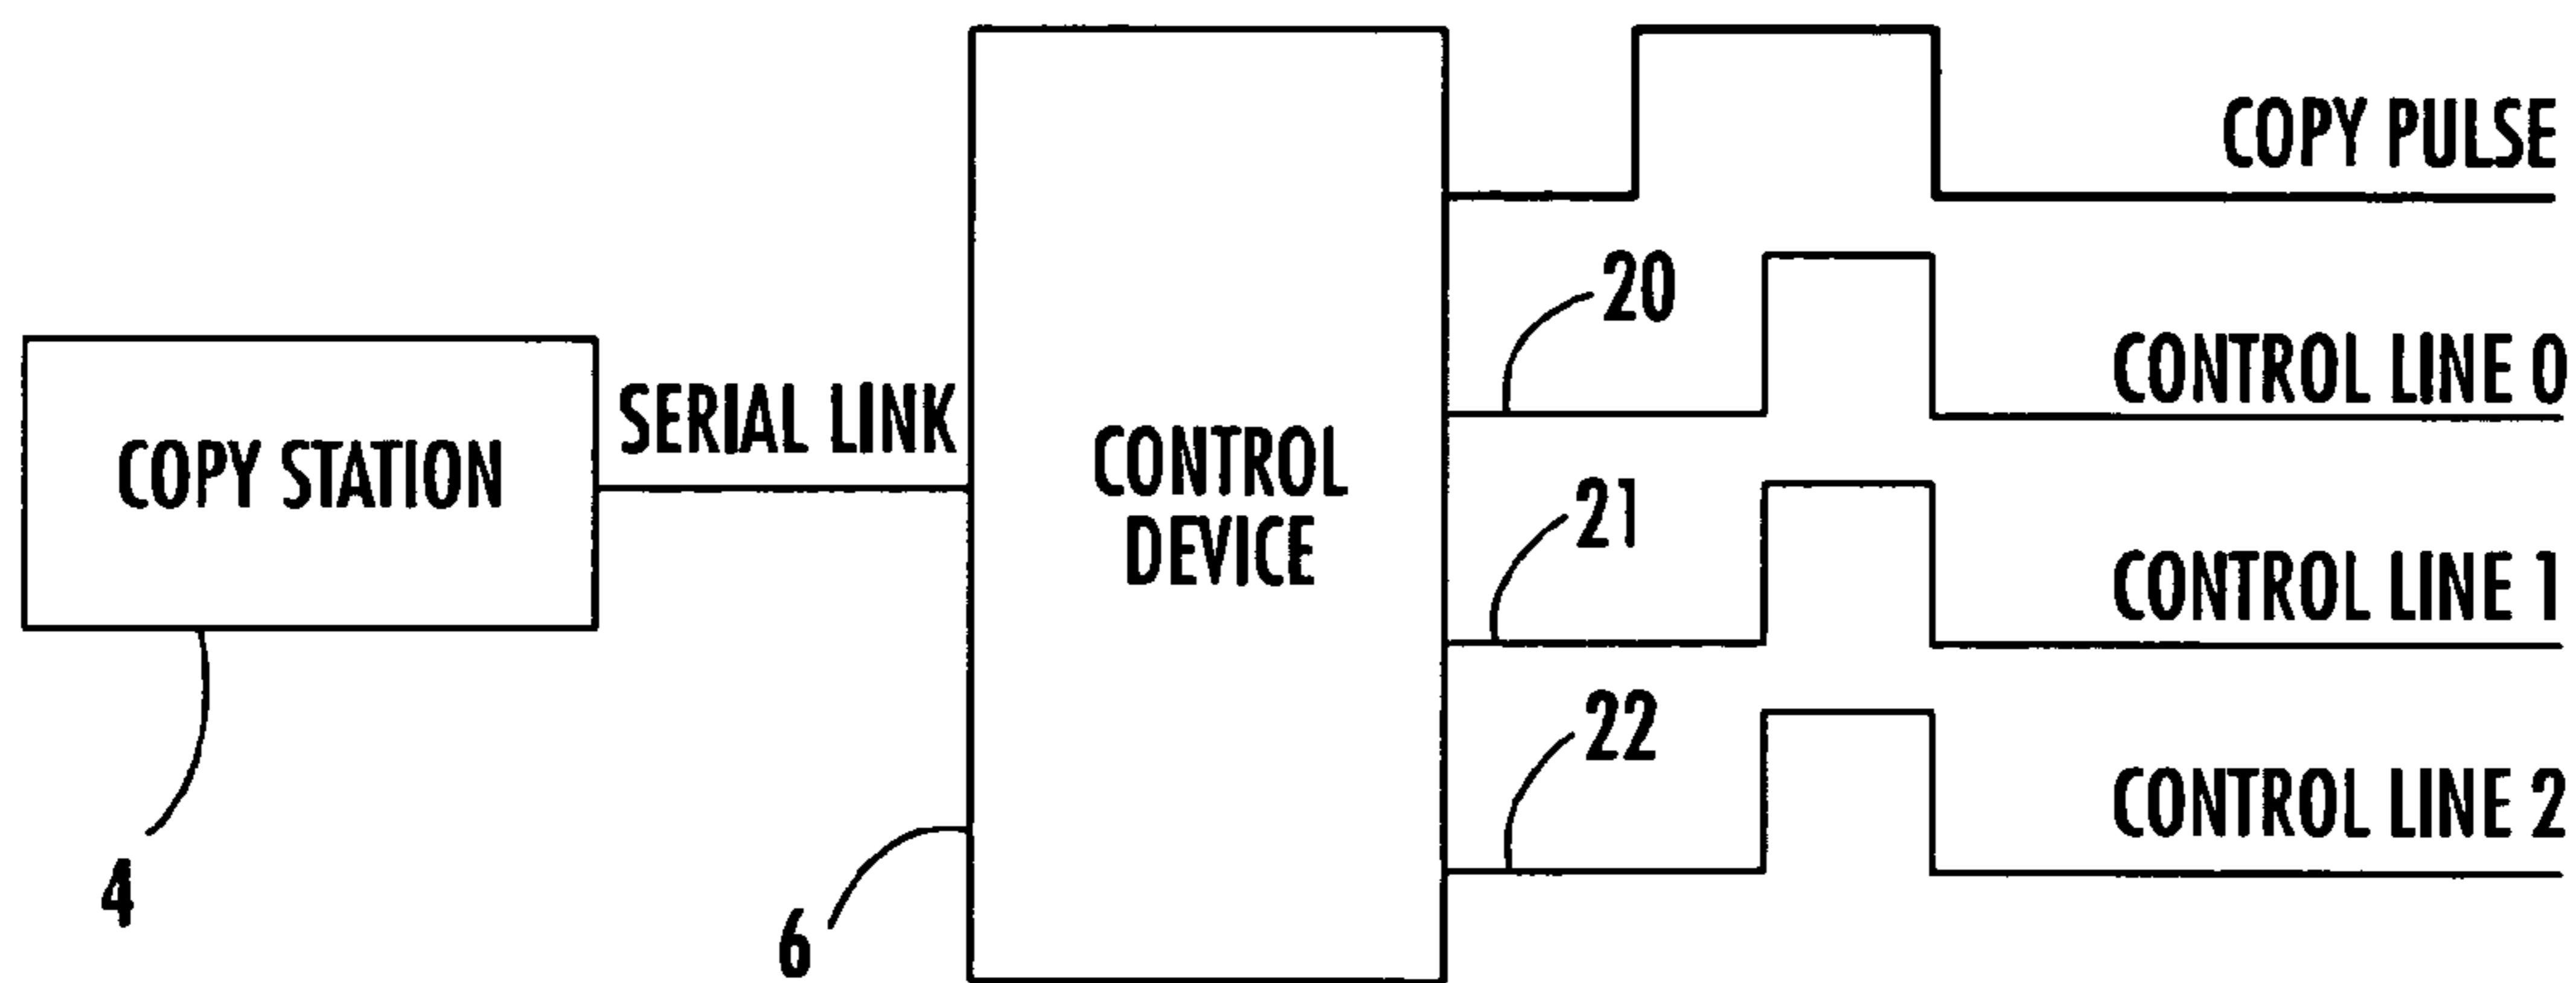 COPY PULSE
20
CONTROL LINE 0
SERIAL LINK
COPY STATION
CONTROL
DEVICE
21
CONTROL LINE 1
22
CONTROL LINE 2
4
6